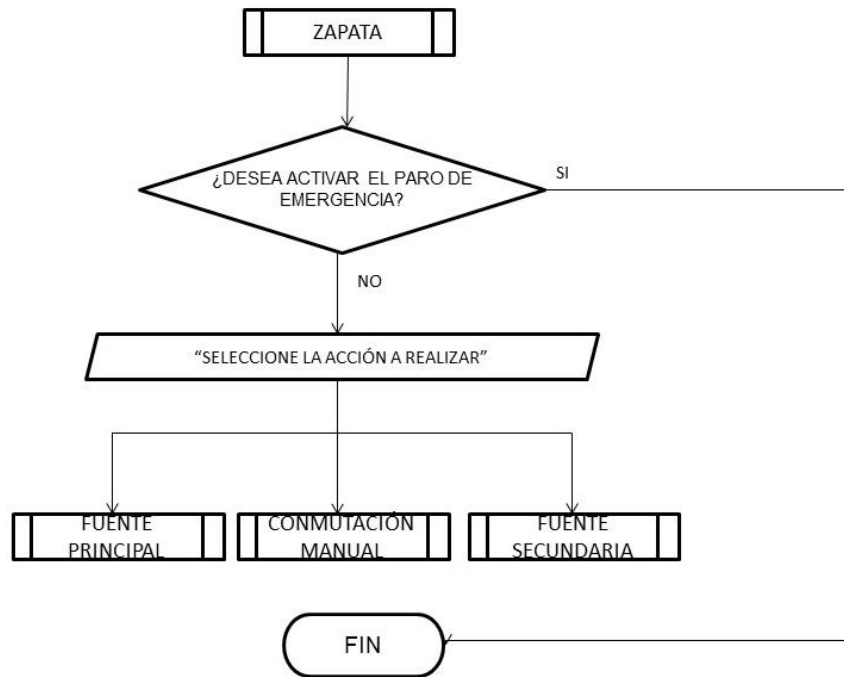 ZAPATA
¿DESEA ACTIVAR EL PARO DE
EMERGENCIA?
SI
NO
“SELECCIONE LA ACCIÓN A REALIZAR”
FUENTE
PRINCIPAL
CONMUTACIÓN
MANUAL
FUENTE
SECUNDARIA
FIN